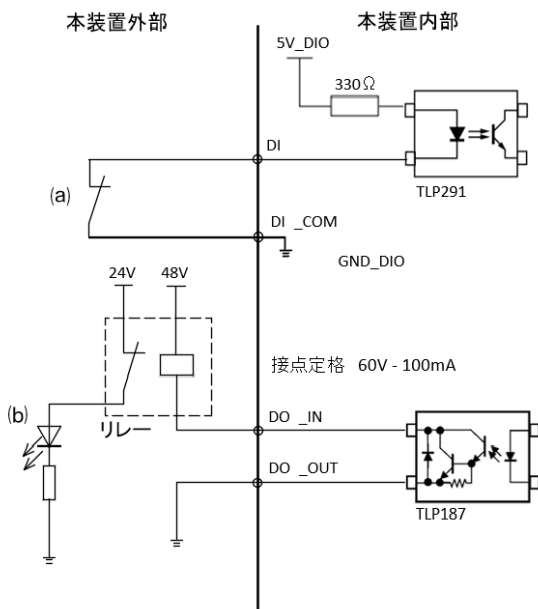 本装置外部
本装置内部
5V_DIO
330Ω
DI
TLP291
(a)
DI _COM
GND_DIO
24V
48V
接点定格 60V - 100mA
(b)
リレー
DO _IN
DO _OUT
TLP187